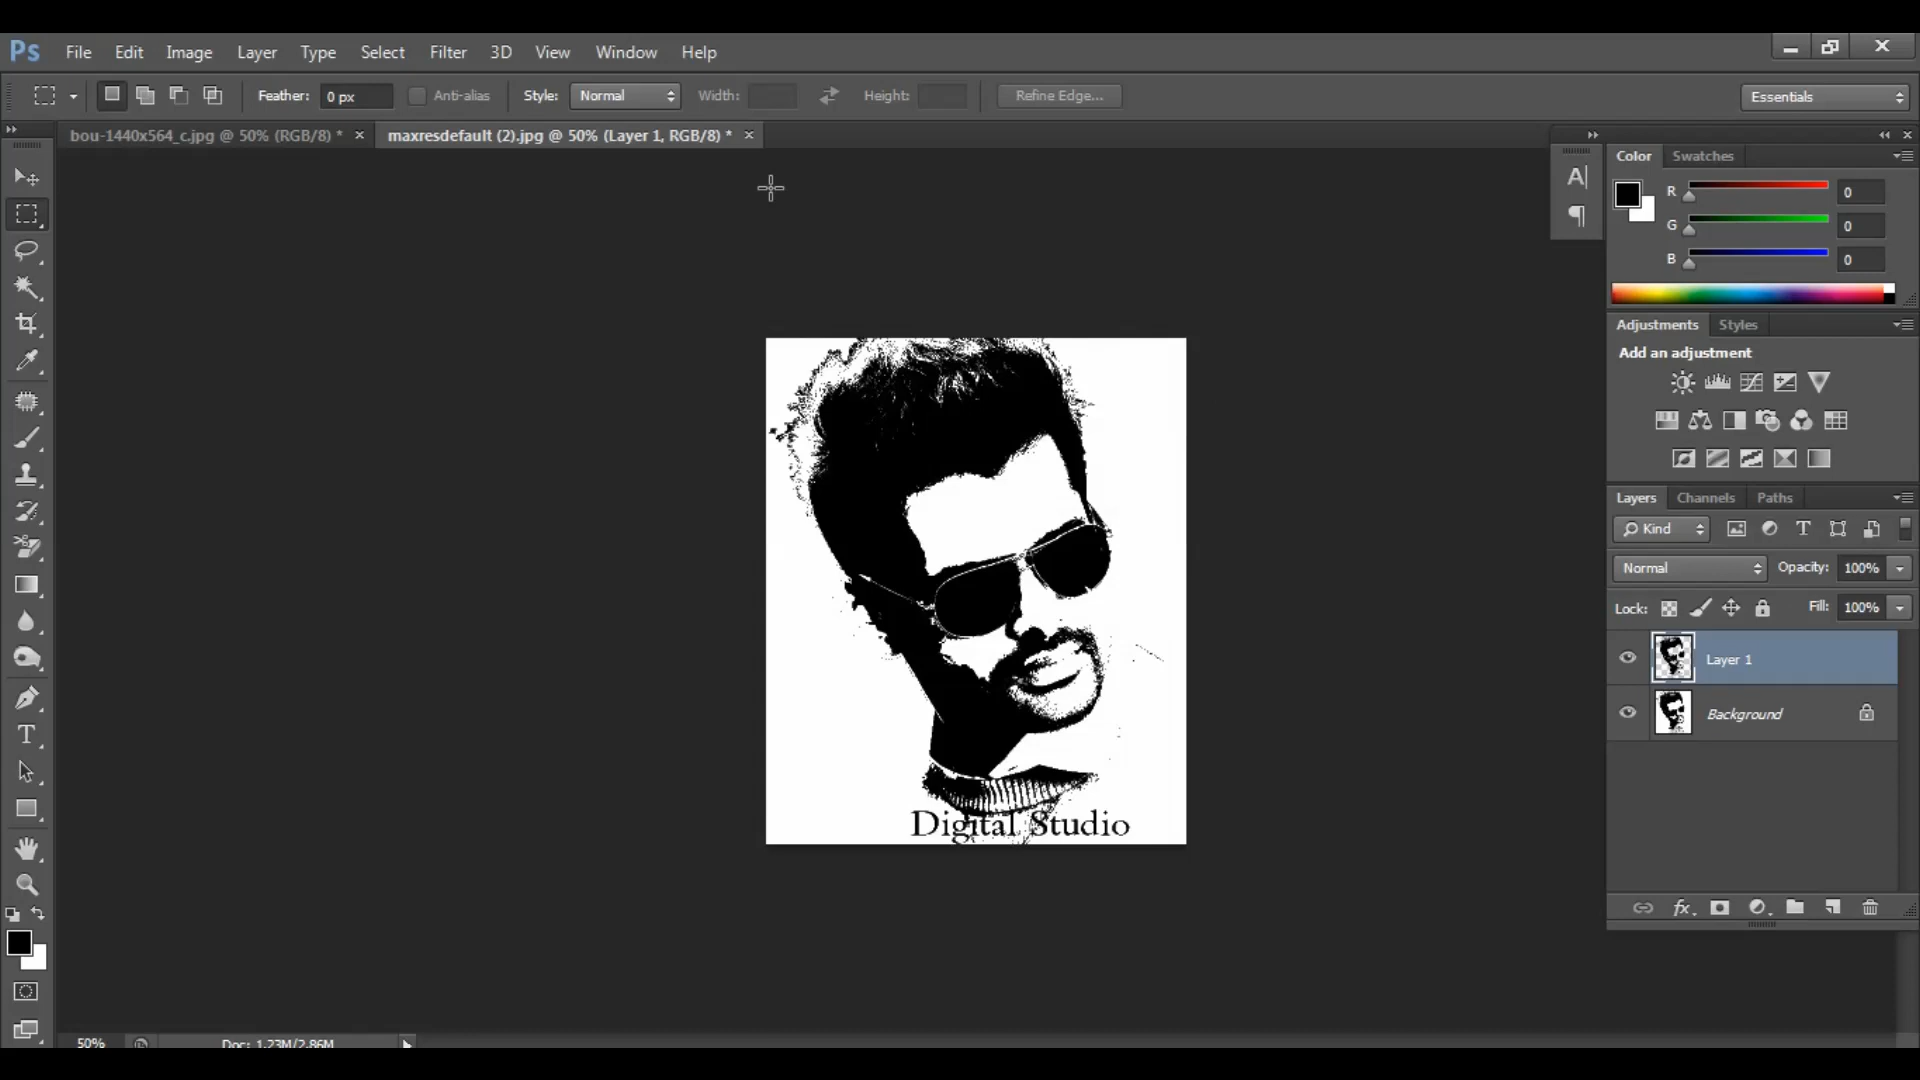 Ps File Edit Image Layer Type Select Filter 3D View Window Help
Feather: 0 px Anti-alias Style: Normal Width: Height: Refine Edge... Essentials
bou-1440x564_c.jpg @ 50% (RGB/8) * × maxresdefault (2).jpg @ 50% (Layer 1, RGB/8) * ×
Color Swatches
R 0
G 0
B 0
Adjustments Styles
Add an adjustment
Layers Channels Paths
Kind
Normal Opacity: 100%
Lock: Fill: 100%
Layer 1
Background
Digital Studio
fx
50% Doc: 1.23M/2.86M